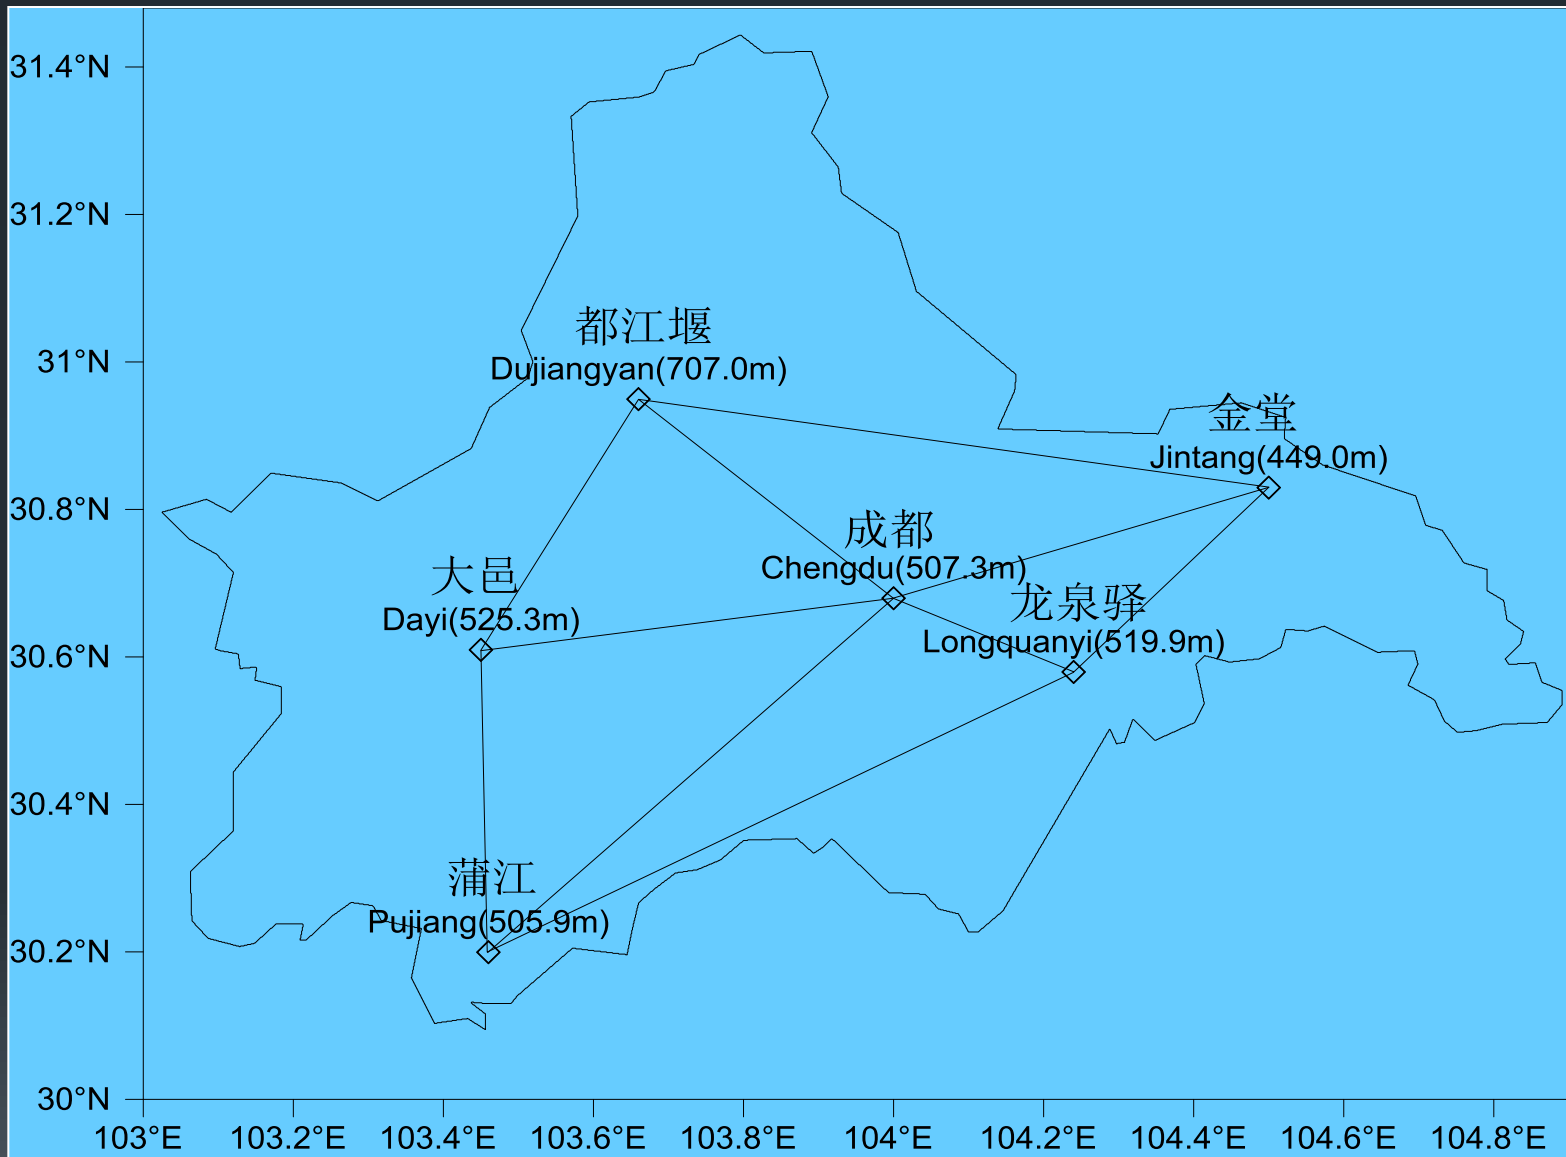 31.4°N
31.2°N
都江堰
31°N
Dujiangyan(707.0m)
金堂
Jintang(449.0m)
30.8°N
成都
Chengdu(507.3m)
大邑
Dayi(525.3m)
龙泉驿
Longquanyi(519.9m)
30.6°N
30.4°N
蒲江
Pujiang(505.9m)
30.2°N
30°N
103°E 103.2°E 103.4°E 103.6°E 103.8°E 104°E 104.2°E 104.4°E 104.6°E 104.8°E